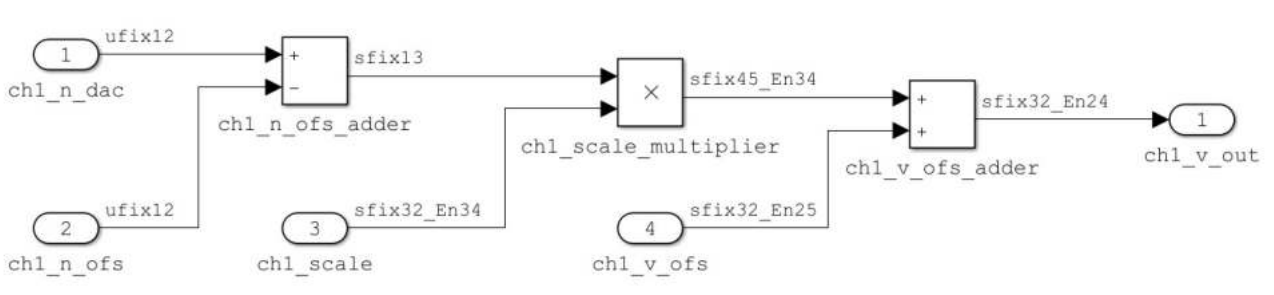 ufix12
1
+
sfix13
ch1_n_dac
−
ch1_n_ofs_adder
×
sfix45_En34
ch1_scale_multiplier
+
sfix32_En24
+
1
ch1_v_ofs_adder
ch1_v_out
ufix12
2
ch1_n_ofs
sfix32_En34
3
ch1_scale
sfix32_En25
4
ch1_v_ofs